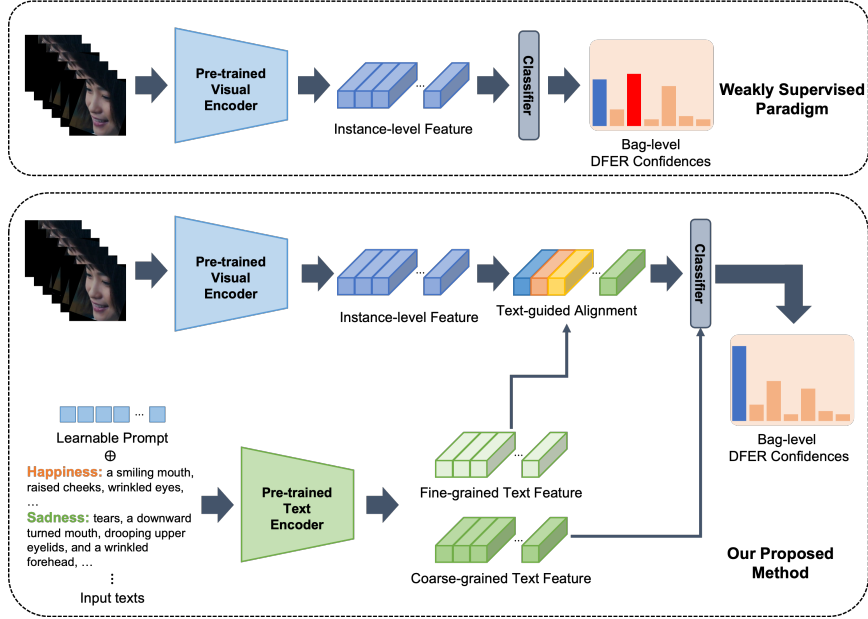 Pre-trained
Visual
Encoder
...
Instance-level Feature
Classifier
Bag-level
DFER Confidences
Weakly Supervised
Paradigm
Pre-trained
Visual
Encoder
...
Instance-level Feature
...
Text-guided Alignment
Classifier
Bag-level
DFER Confidences
...
Learnable Prompt
⊕
Happiness: a smiling mouth,
raised cheeks, wrinkled eyes,
...
Sadness: tears, a downward
turned mouth, drooping upper
eyelids, and a wrinkled
forehead, ...
⋮
Input texts
Pre-trained
Text
Encoder
...
Fine-grained Text Feature
...
Coarse-grained Text Feature
Our Proposed
Method